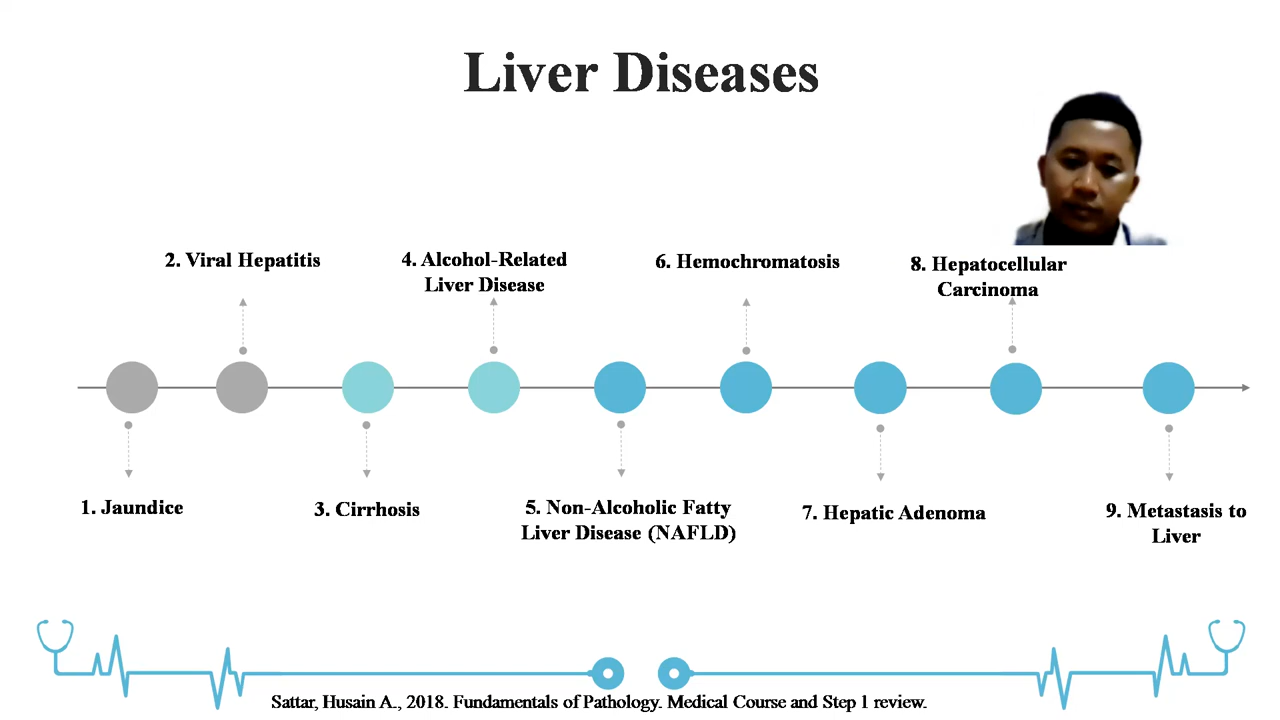 Liver Diseases
2. Viral Hepatitis
4. Alcohol-Related
Liver Disease
6. Hemochromatosis
8. Hepatocellular
Carcinoma
1. Jaundice
3. Cirrhosis
5. Non-Alcoholic Fatty
Liver Disease (NAFLD)
7. Hepatic Adenoma
9. Metastasis to
Liver
Sattar, Husain A., 2018. Fundamentals of Pathology. Medical Course and Step 1 review.